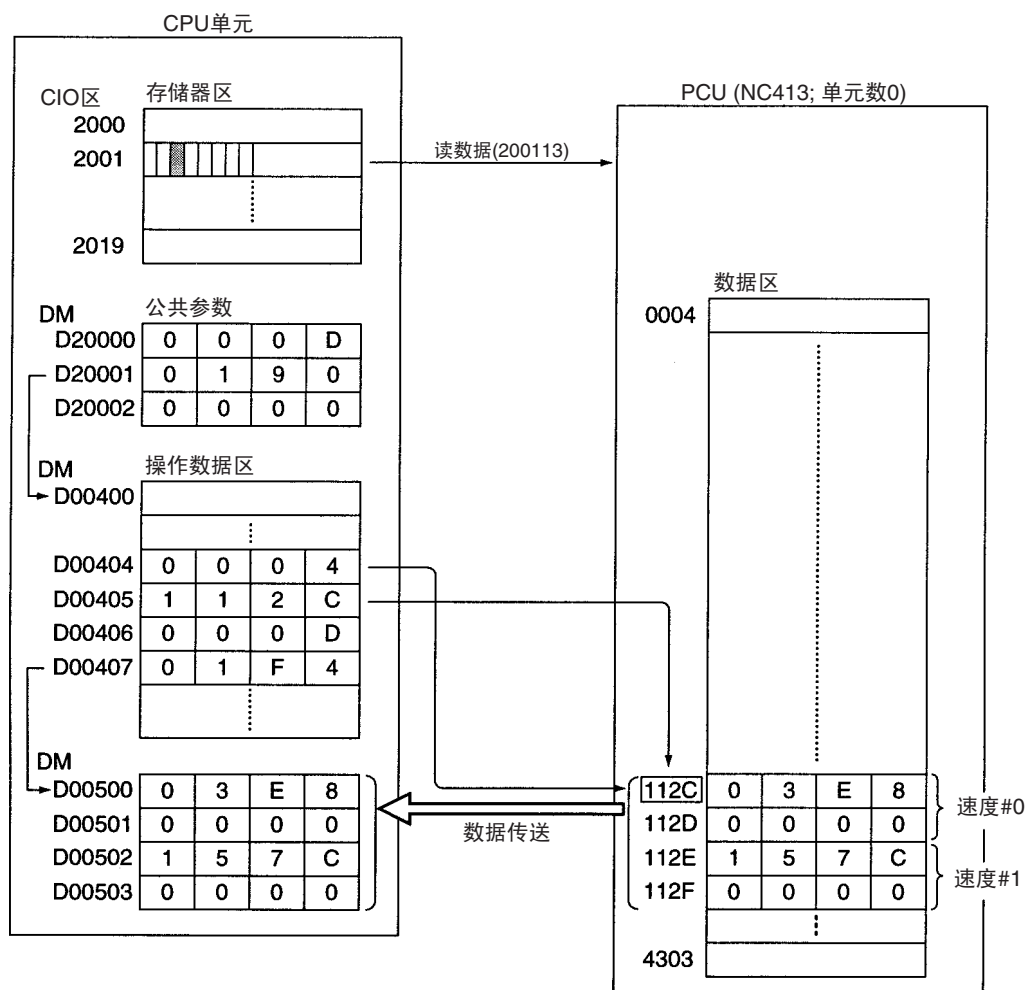 CPU单元
CIO区 存储器区
2000
2001
2019
读数据(200113)
DM 公共参数
D20000 0 0 0 D
D20001 0 1 9 0
D20002 0 0 0 0
DM 操作数据区
D00400
D00404 0 0 0 4
D00405 1 1 2 C
D00406 0 0 0 D
D00407 0 1 F 4
DM
D00500 0 3 E 8
D00501 0 0 0 0
D00502 1 5 7 C
D00503 0 0 0 0
数据传送
PCU (NC413; 单元数0)
数据区
0004
112C 0 3 E 8
112D 0 0 0 0
速度#0
112E 1 5 7 C
112F 0 0 0 0
速度#1
4303